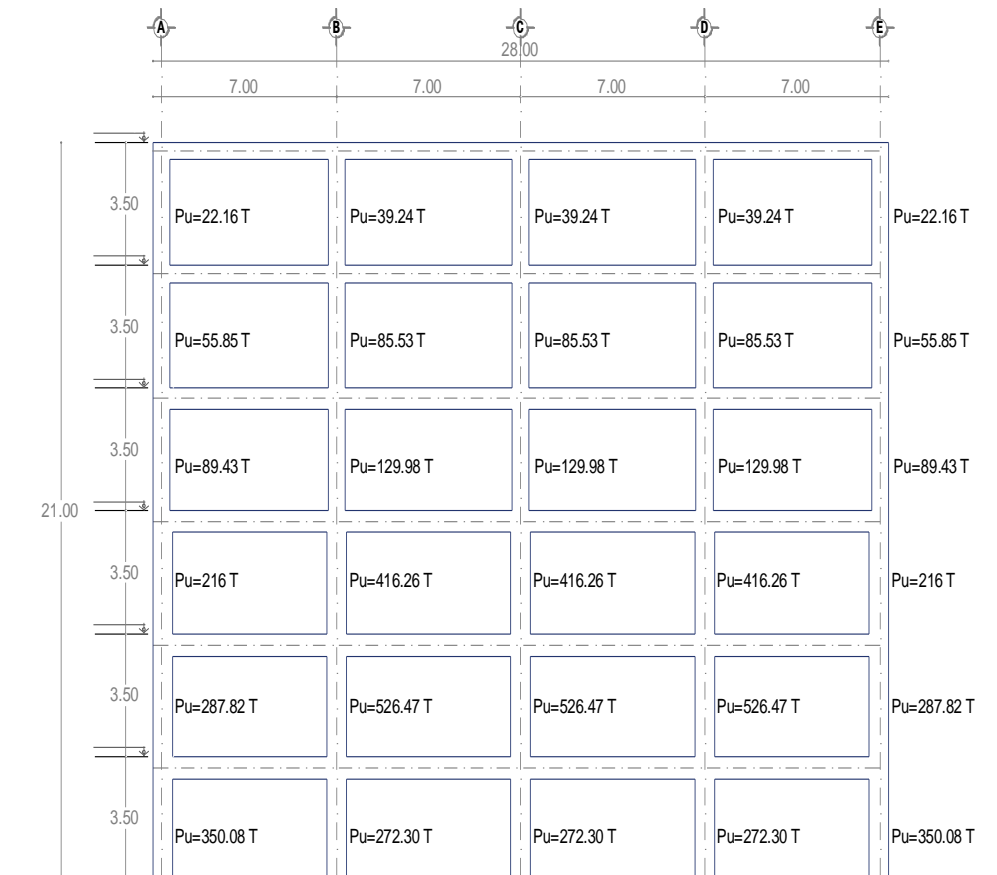 A B C D E
28.00
7.00 7.00 7.00 7.00
3.50 Pu=22.16 T Pu=39.24 T Pu=39.24 T Pu=39.24 T Pu=22.16 T
3.50 Pu=55.85 T Pu=85.53 T Pu=85.53 T Pu=85.53 T Pu=55.85 T
3.50 Pu=89.43 T Pu=129.98 T Pu=129.98 T Pu=129.98 T Pu=89.43 T
21.00
3.50 Pu=216 T Pu=416.26 T Pu=416.26 T Pu=416.26 T Pu=216 T
3.50 Pu=287.82 T Pu=526.47 T Pu=526.47 T Pu=526.47 T Pu=287.82 T
3.50 Pu=350.08 T Pu=272.30 T Pu=272.30 T Pu=272.30 T Pu=350.08 T